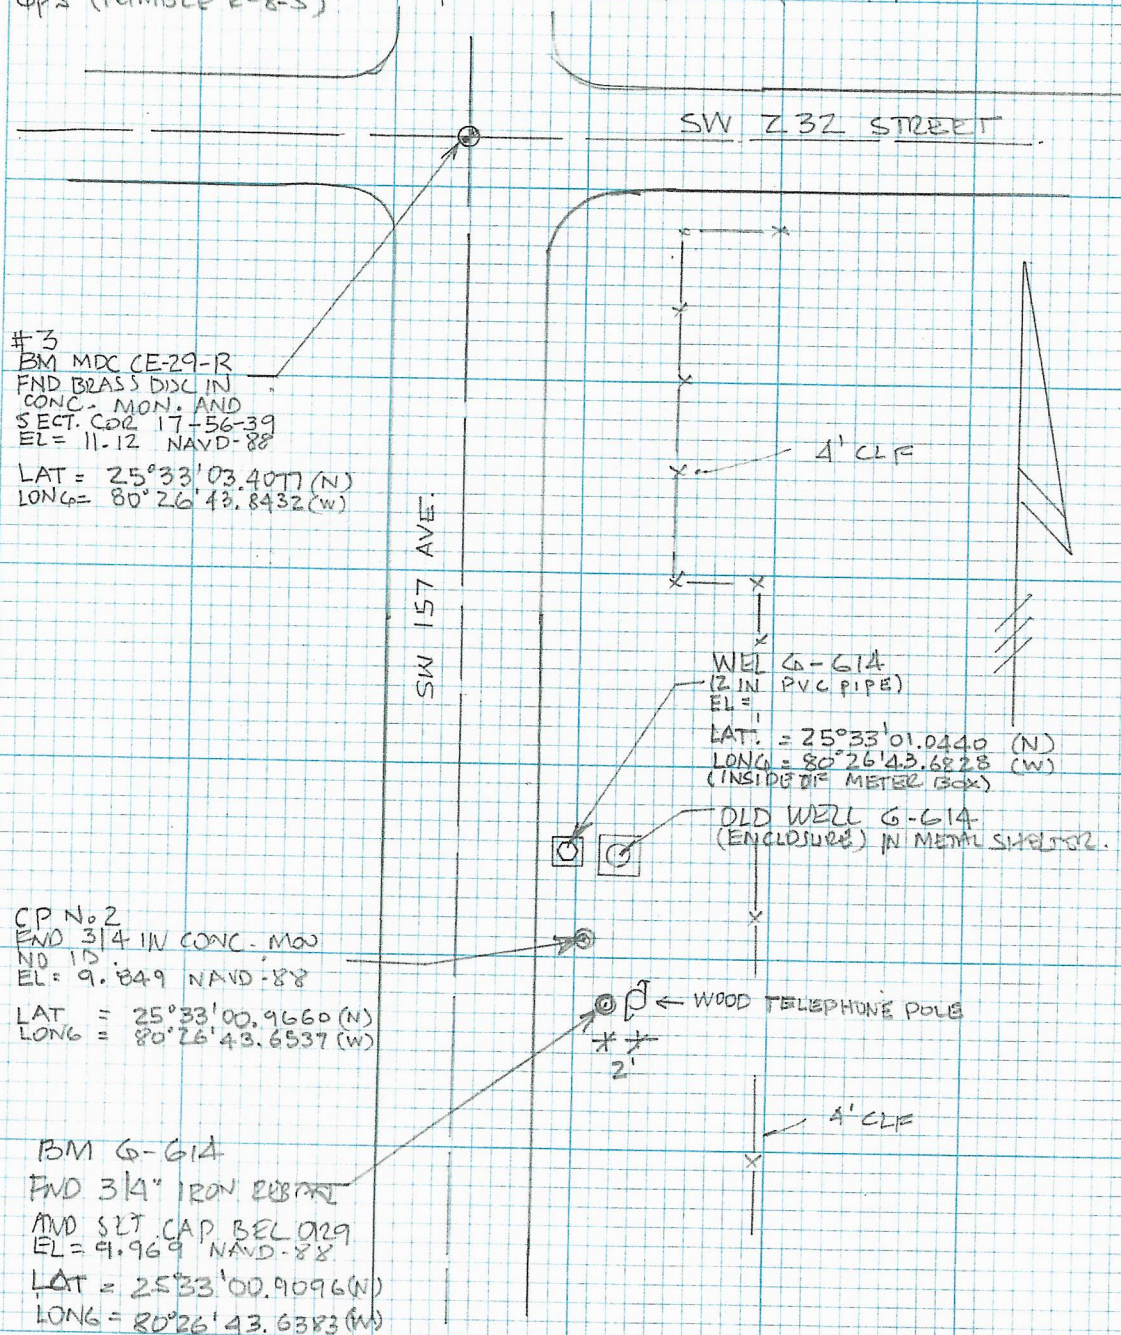 GPS (TRIMBLE R-8-S)
SW 232 STREET
# 3
BM MDC CE-29-R
FND BRASS DISC IN
CONC. MON. AND
SECT. COR 17-56-39
EL= 11.12 NAVD-88
LAT = 25°33'03.4077 (N)
LONG= 80°26'43.8432 (W)
4' CLF
SW 157 AVE.
WEL G-614
(2 IN PVC PIPE)
EL=
LAT. = 25°33'01.0440 (N)
LONG = 80°26'43.6828 (W)
(INSIDE OF METER BOX)
OLD WELL G-614
(ENCLOSURE) IN METAL SHELTER.
CP No 2
FND 3/4 IN CONC. MON
NO ID.
EL= 9.849 NAVD-88
LAT = 25°33'00.9660 (N)
LONG = 80°26'43.6537 (W)
WOOD TELEPHONE POLE
2'
4' CLF
BM G-614
FND 3/4" IRON REBAR
AND SET CAP BEL 0129
EL= 9.969 NAVD-88
LAT = 25°33'00.9096 (N)
LONG = 80°26'43.6383 (W)